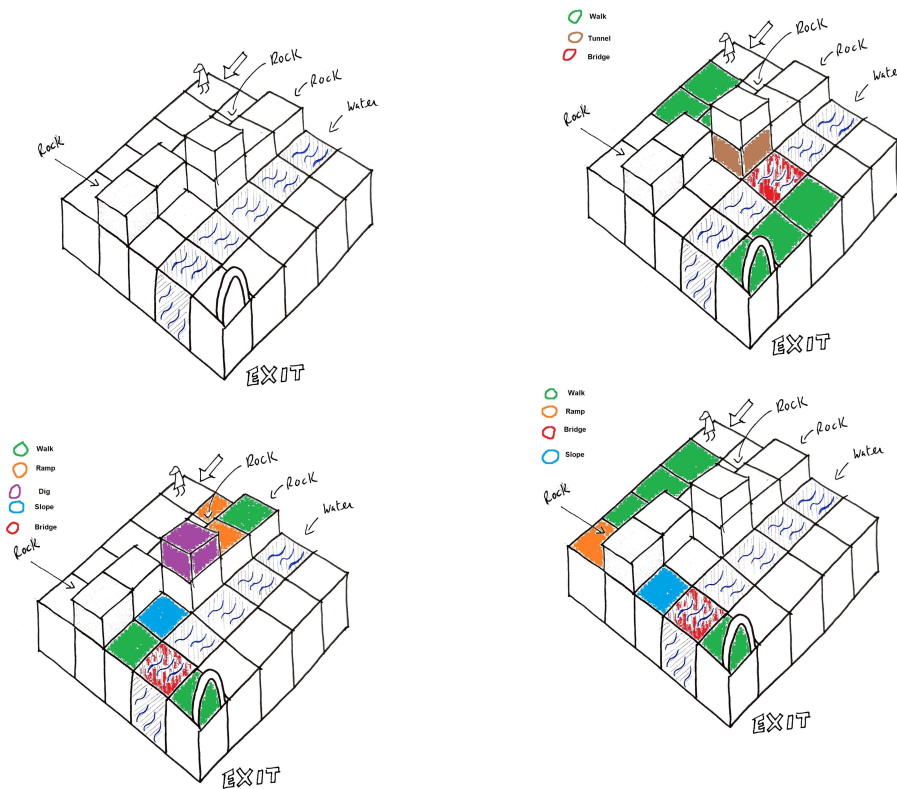 Rock
Rock
Water
Rock
EXIT
Walk
Tunnel
Bridge
Rock
Rock
Water
Rock
EXIT
Walk
Ramp
Dig
Slope
Bridge
Rock
Rock
Water
Rock
EXIT
Walk
Ramp
Bridge
Slope
Rock
Rock
Water
Rock
EXIT